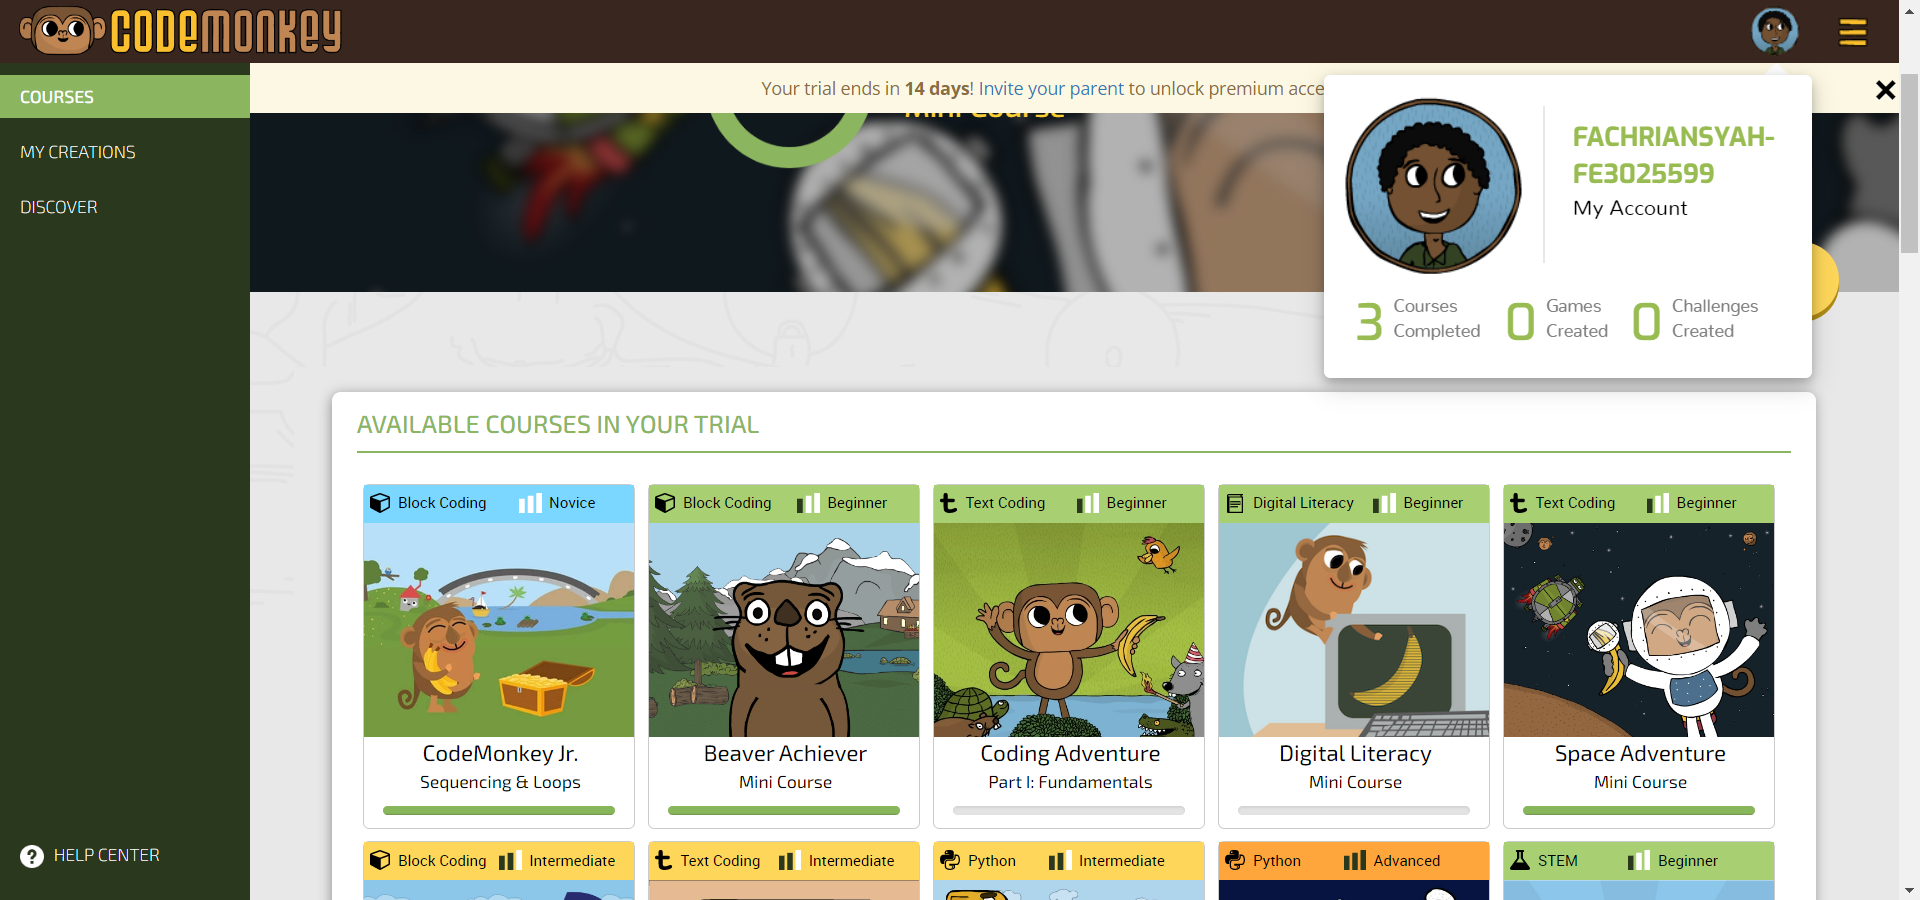 CODEMONKEY
COURSES
MY CREATIONS
DISCOVER
HELP CENTER
Your trial ends in 14 days! Invite your parent to unlock premium acce
Mini Course
FACHRIANSYAH-
FE3025599
My Account
3 Courses Completed
0 Games Created
0 Challenges Created
AVAILABLE COURSES IN YOUR TRIAL
Block Coding Novice
CodeMonkey Jr.
Sequencing & Loops
Block Coding Beginner
Beaver Achiever
Mini Course
Text Coding Beginner
Coding Adventure
Part I: Fundamentals
Digital Literacy Beginner
Digital Literacy
Mini Course
Text Coding Beginner
Space Adventure
Mini Course
Block Coding Intermediate
Text Coding Intermediate
Python Intermediate
Python Advanced
STEM Beginner